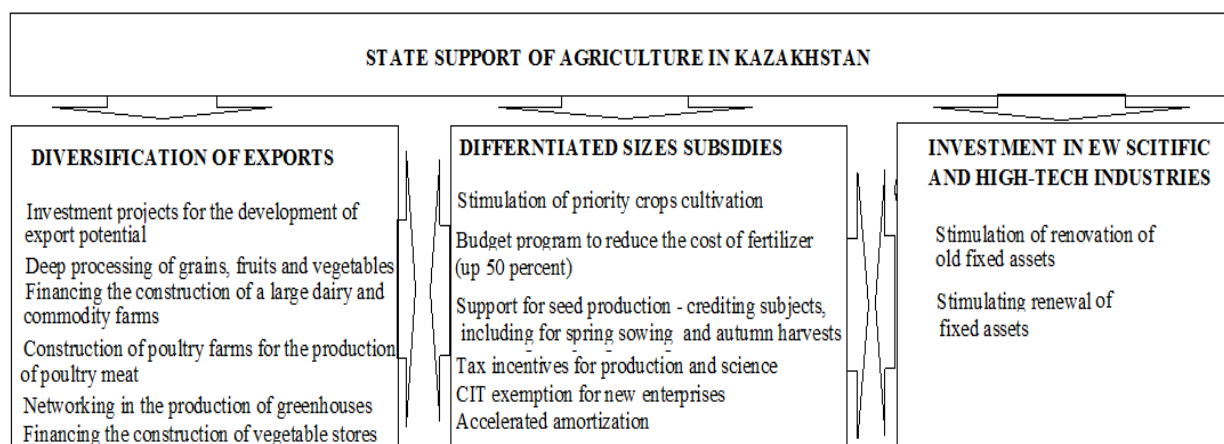 STATE SUPPORT OF AGRICULTURE IN KAZAKHSTAN
DIVERSIFICATION OF EXPORTS
Investment projects for the development of
export potential
Deep processing of grains, fruits and vegetables
Financing the construction of a large dairy and
commodity farms
Construction of poultry farms for the production
of poultry meat
Networking in the production of greenhouses
Financing the construction of vegetable stores
DIFFERNTIATED SIZES SUBSIDIES
Stimulation of priority crops cultivation
Budget program to reduce the cost of fertilizer
(up 50 percent)
Support for seed production - crediting subjects,
including for spring sowing and autumn harvests
Tax incentives for production and science
CIT exemption for new enterprises
Accelerated amortization
INVESTMENT IN EW SCITIFIC
AND HIGH-TECH INDUSTRIES
Stimulation of renovation of
old fixed assets
Stimulating renewal of
fixed assets